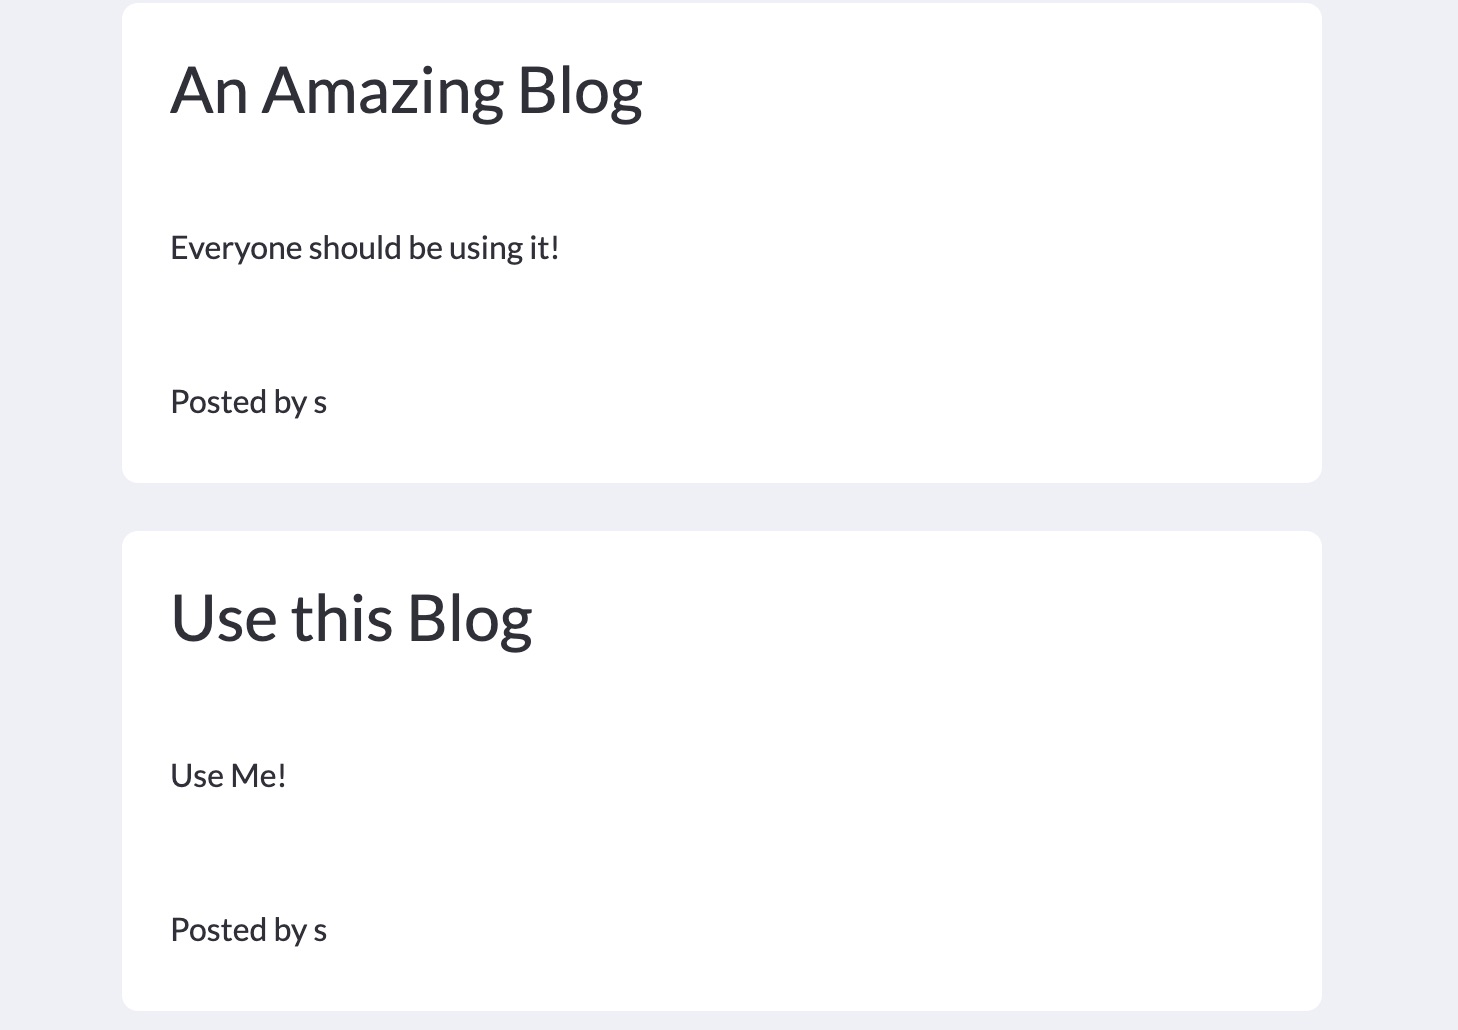 An Amazing Blog
Everyone should be using it!
Posted by s
Use this Blog
Use Me!
Posted by s